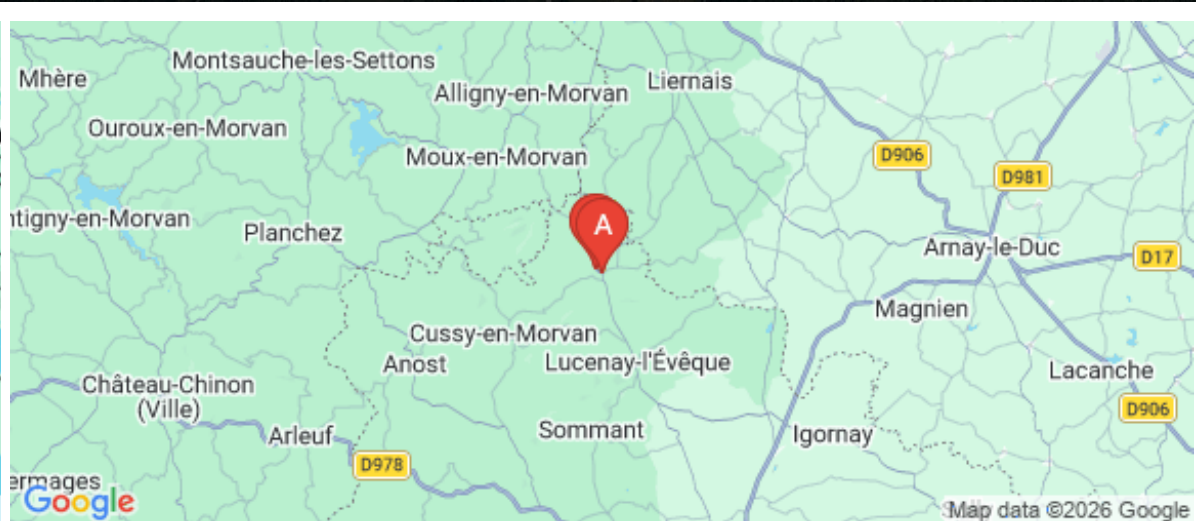 Montsauche-les-Settons
Mhère
Liernais
Alligny-en-Morvan
Ouroux-en-Morvan
Moux-en-Morvan
D906
D981
ntigny-en-Morvan
Planchez
A
Arnay-le-Duc
D17
Magnien
Cussy-en-Morvan
Anost
Lucenay-l'Évêque
Lacanche
Château-Chinon
(Ville)
D906
Arleuf
Sommant
Igornay
D978
ermages
Google
Map data ©2026 Google